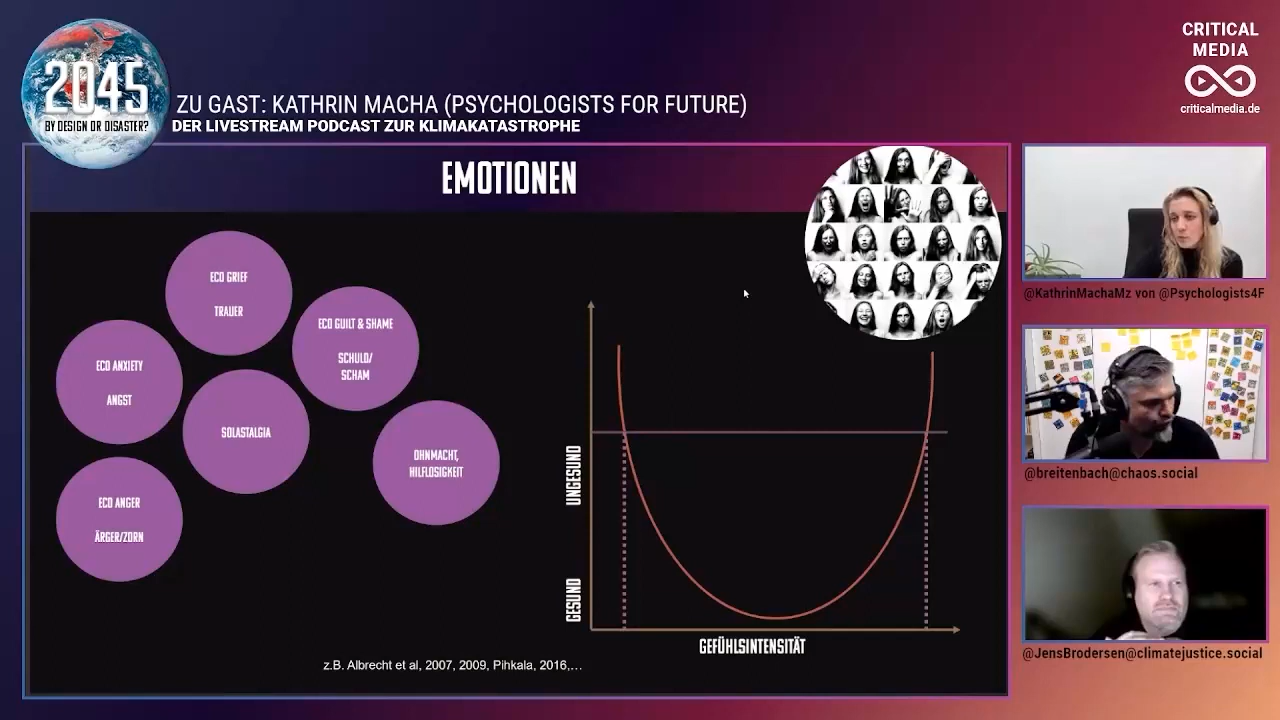 2045
BY DESIGN OR DISASTER?
ZU GAST: KATHRIN MACHA (PSYCHOLOGISTS FOR FUTURE)
DER LIVESTREAM PODCAST ZUR KLIMAKATASTROPHE
CRITICAL
MEDIA
criticalmedia.de
EMOTIONEN
ECO GRIEF
TRAUER
ECO GUILT & SHAME
SCHULD/
SCHAM
ECO ANXIETY
ANGST
SOLASTALGIA
OHNMACHT,
HILFLOSIGKEIT
ECO ANGER
ÄRGER/ZORN
UNGESUND
GESUND
GEFÜHLSINTENSITÄT
z.B. Albrecht et al, 2007, 2009, Pihkala, 2016,…
@KathrinMachaMz von @Psychologists4F
@breitenbach@chaos.social
@JensBrodersen@climatejustice.social